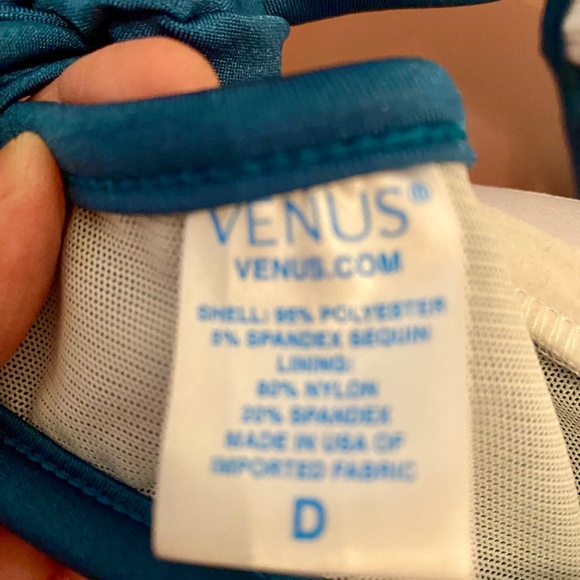 VENUS®
VENUS.COM
SHELL: 95% POLYESTER
5% SPANDEX SEQUIN
LINING:
80% NYLON
20% SPANDEX
MADE IN USA OF
IMPORTED FABRIC
D